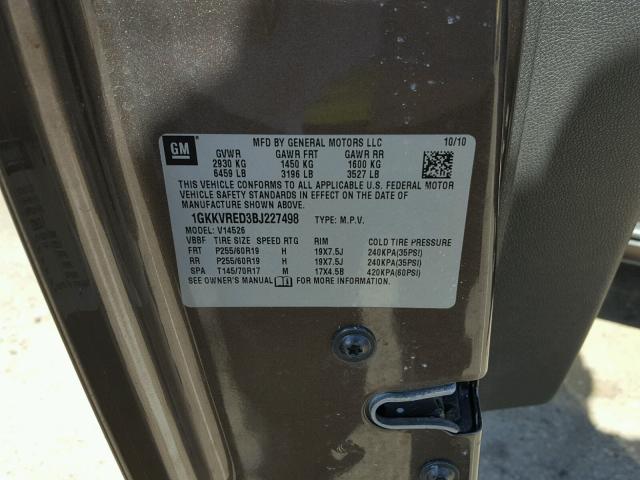 GM
MFD BY GENERAL MOTORS LLC 10/10
GVWR GAWR FRT GAWR RR
2930 KG 1450 KG 1600 KG
6459 LB 3196 LB 3527 LB
THIS VEHICLE CONFORMS TO ALL APPLICABLE U.S. FEDERAL MOTOR
VEHICLE SAFETY STANDARDS IN EFFECT ON THE DATE OF
MANUFACTURE SHOWN ABOVE.
1GKKVRED3BJ227498 TYPE: M.P.V.
MODEL: V14526
VBBF TIRE SIZE SPEED RTG RIM COLD TIRE PRESSURE
FRT P255/60R19 H 19X7.5J 240KPA(35PSI)
RR P255/60R19 H 19X7.5J 240KPA(35PSI)
SPA T145/70R17 M 17X4.5B 420KPA(60PSI)
SEE OWNER'S MANUAL FOR MORE INFORMATION.